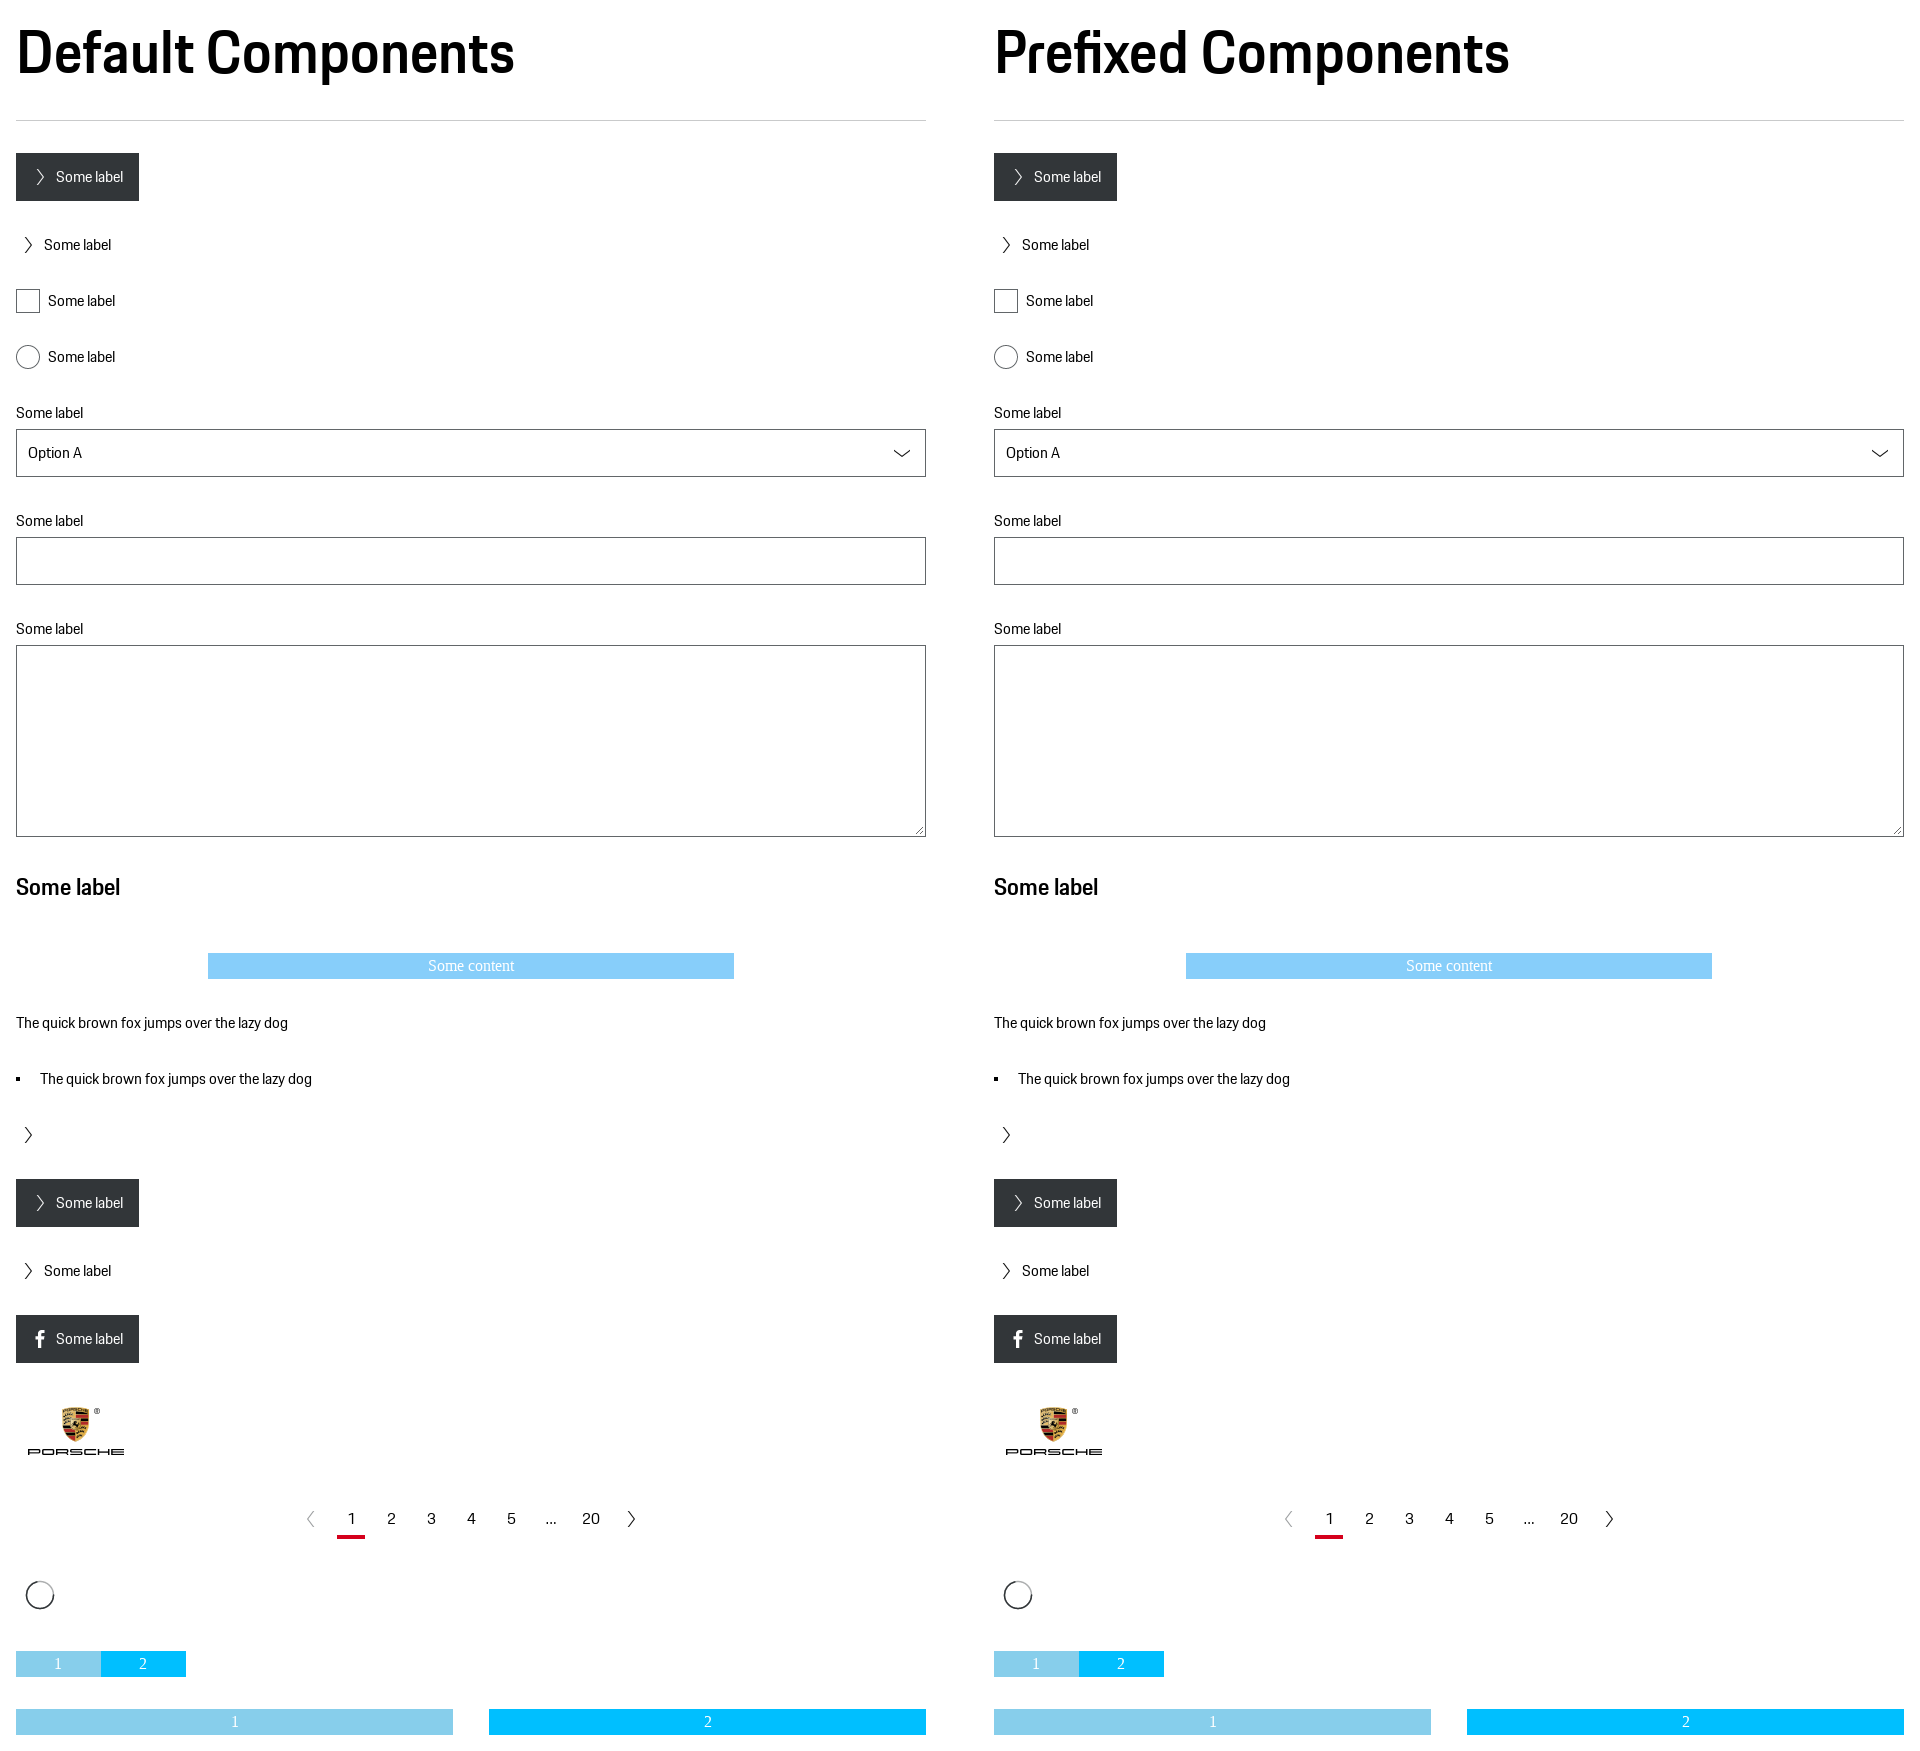 Default Components
Some label
Some label
Some label
Some label
Some label
Option A
Some label
Some label
Some label
Some content
The quick brown fox jumps over the lazy dog
The quick brown fox jumps over the lazy dog
Some label
Some label
Some label
®
PORSCHE
1 2 3 4 5 ... 20
1 2
1 2
Prefixed Components
Some label
Some label
Some label
Some label
Some label
Option A
Some label
Some label
Some label
Some content
The quick brown fox jumps over the lazy dog
The quick brown fox jumps over the lazy dog
Some label
Some label
Some label
®
PORSCHE
1 2 3 4 5 ... 20
1 2
1 2